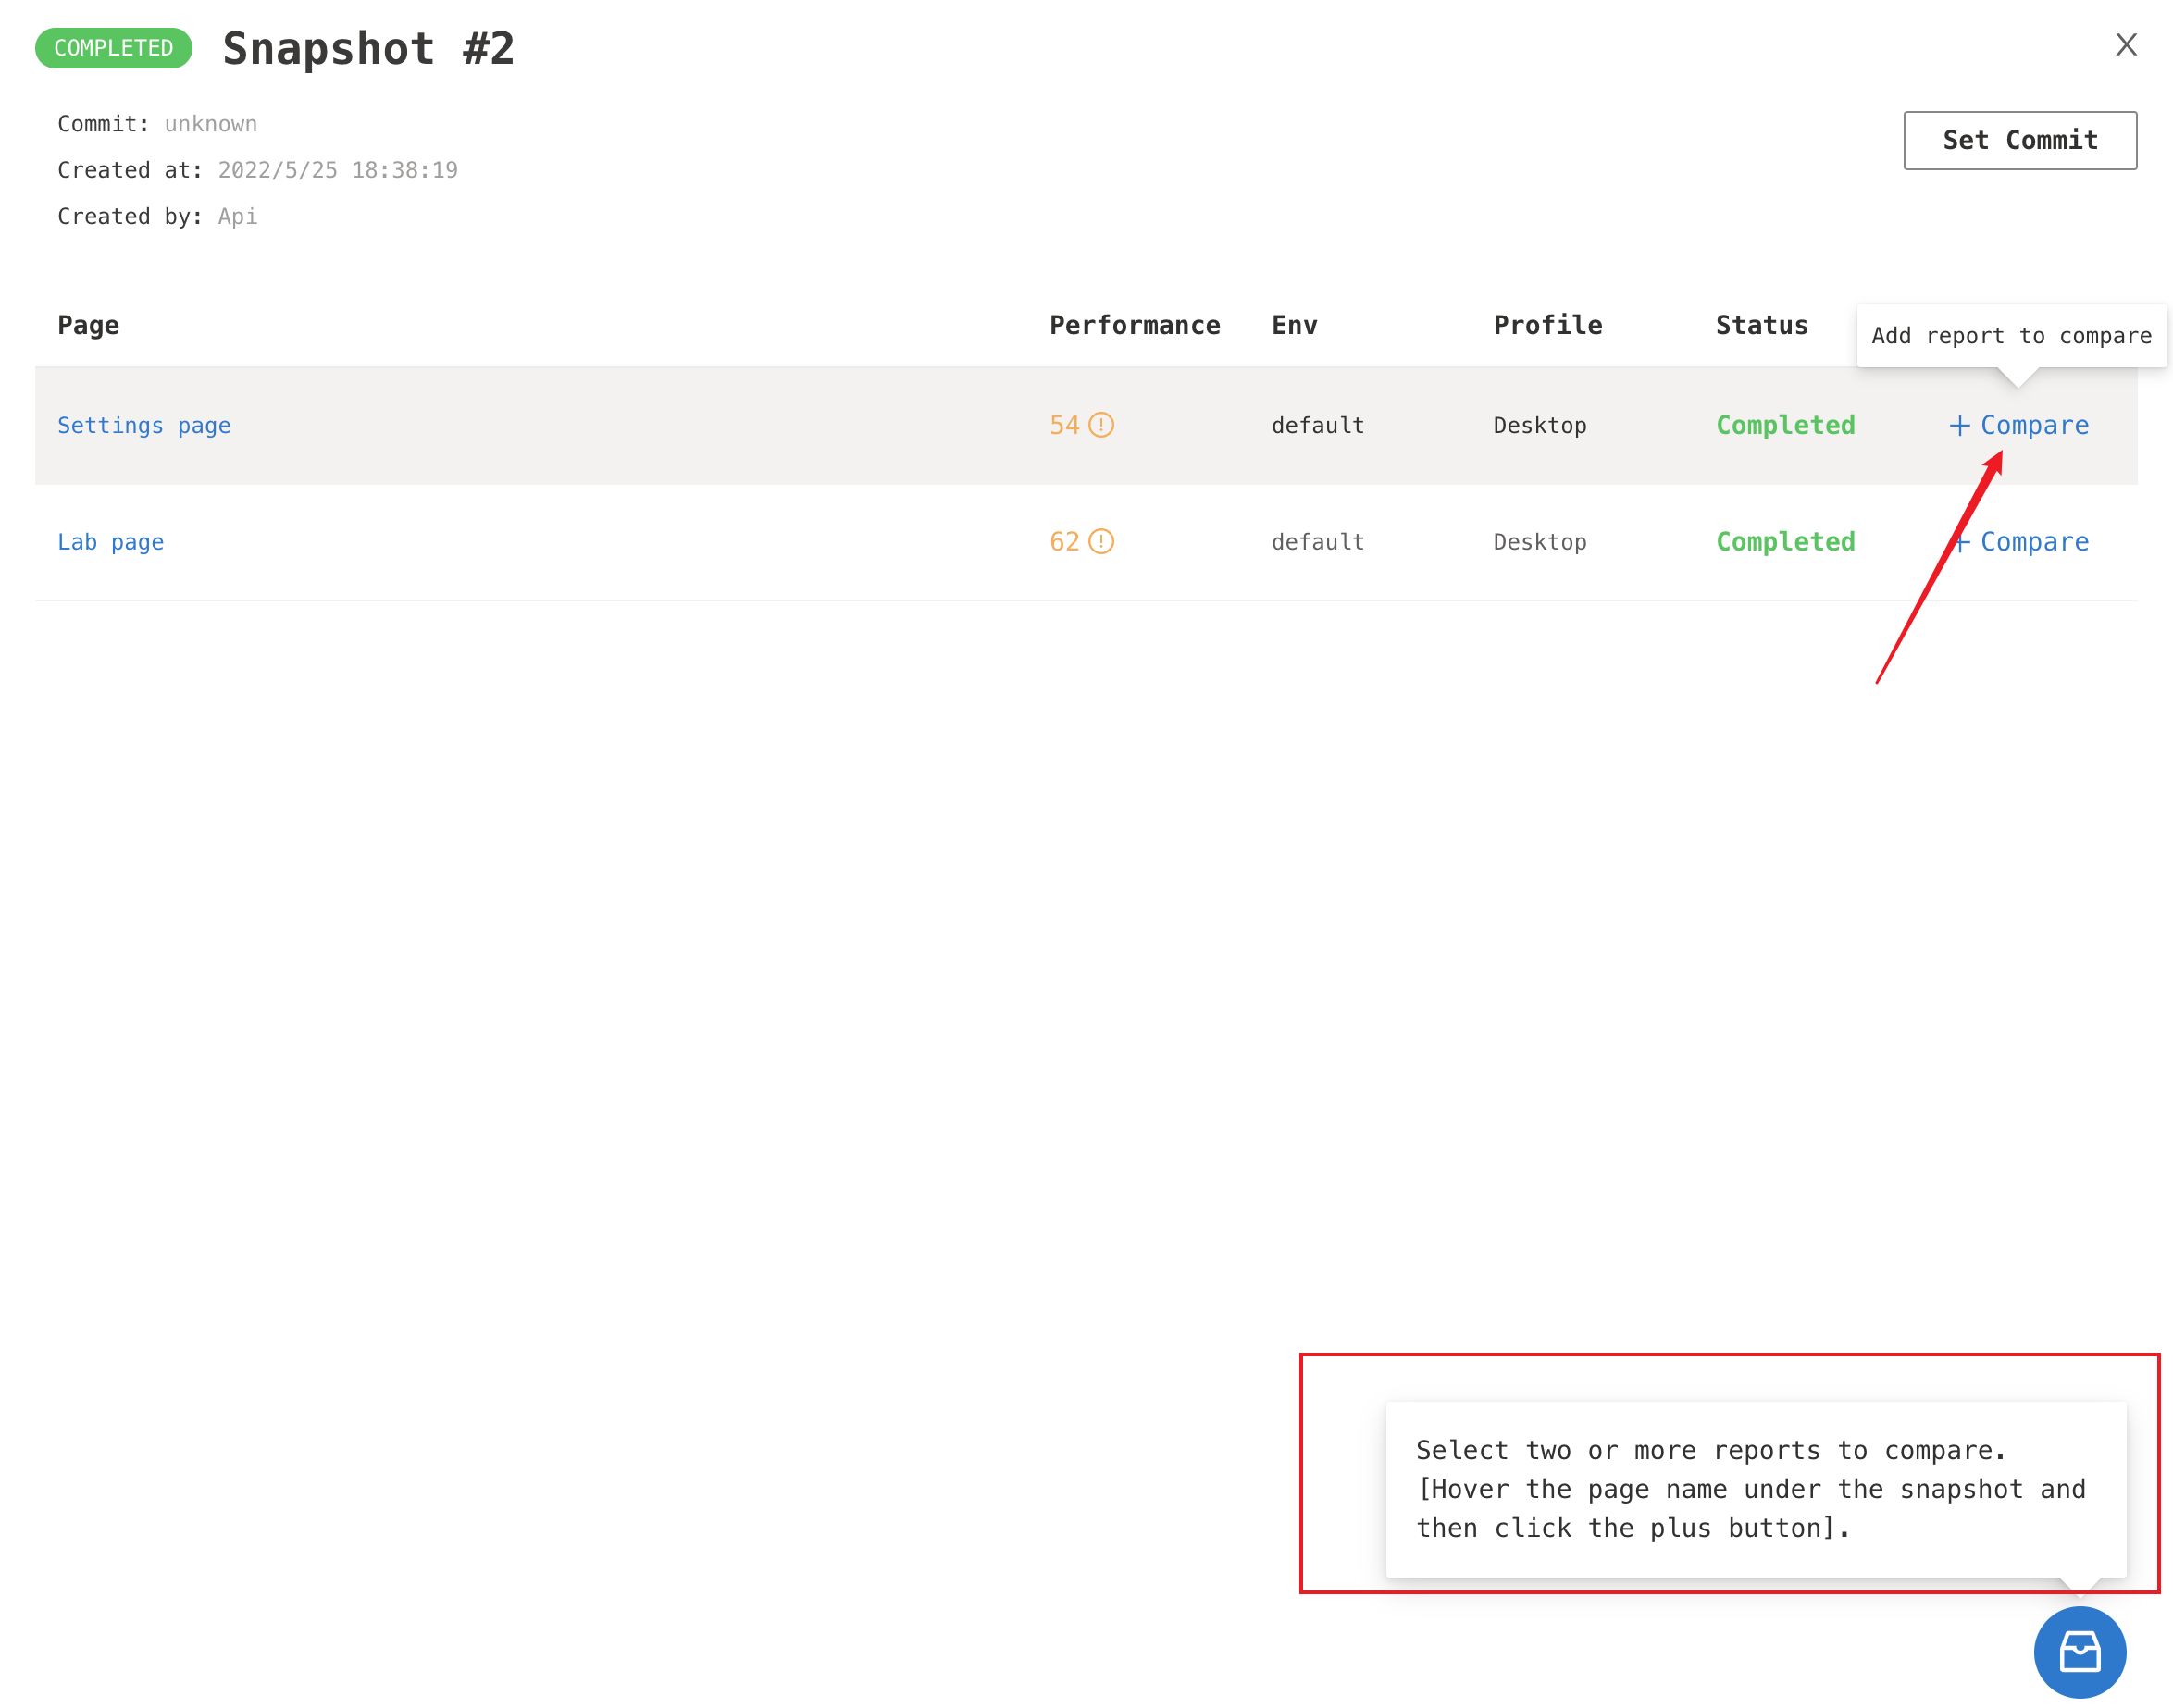 COMPLETED Snapshot #2
Commit: unknown
Set Commit
Created at: 2022/5/25 18:38:19
Created by: Api
Page Performance Env Profile Status
Add report to compare
Settings page 54 default Desktop Completed + Compare
Lab page 62 default Desktop Completed + Compare
Select two or more reports to compare.
[Hover the page name under the snapshot and
then click the plus button].